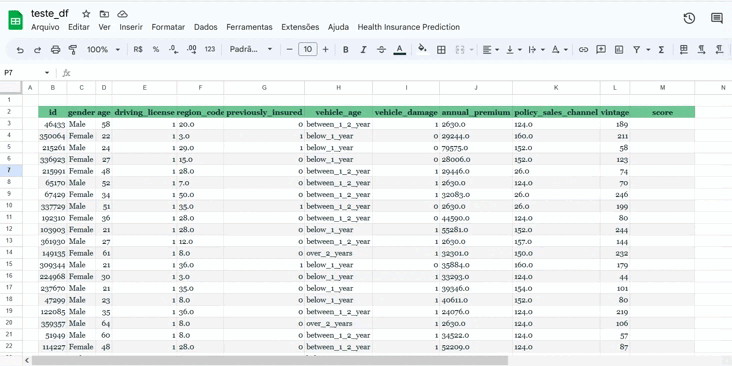 teste_df
Arquivo Editar Ver Inserir Formatar Dados Ferramentas Extensões Ajuda Health Insurance Prediction
100% R$ % .0 .00 123 Padrã... 10 B I A
P7 fx
A B C D E F G H I J K L M N
1
2 id gender age driving_license region_code previously_insured vehicle_age vehicle_damage annual_premium policy_sales_channel vintage score
3 46433 Male 58 1 20.0 0 between_1_2_year 1 2630.0 124.0 189
4 350064 Female 22 1 3.0 1 below_1_year 0 29244.0 160.0 211
5 215261 Male 24 1 29.0 1 below_1_year 0 79575.0 152.0 58
6 336923 Female 27 1 15.0 0 below_1_year 0 28006.0 152.0 123
7 215991 Female 48 1 28.0 0 between_1_2_year 1 29446.0 26.0 74
8 65170 Male 52 1 7.0 0 between_1_2_year 1 2630.0 124.0 70
9 67429 Female 34 1 50.0 0 between_1_2_year 1 32083.0 26.0 246
10 337729 Male 51 1 35.0 1 between_1_2_year 0 2630.0 26.0 199
11 192310 Female 36 1 28.0 0 between_1_2_year 0 44590.0 124.0 80
12 103903 Female 21 1 28.0 0 below_1_year 1 55281.0 152.0 244
13 361930 Male 27 1 12.0 0 between_1_2_year 1 2630.0 157.0 144
14 149135 Female 61 1 8.0 0 over_2_years 1 32301.0 150.0 232
15 309344 Male 21 1 36.0 1 below_1_year 0 35884.0 160.0 179
16 224968 Female 30 1 3.0 0 below_1_year 1 33293.0 124.0 44
17 237670 Male 21 1 35.0 0 below_1_year 1 39346.0 154.0 101
18 47299 Male 23 1 8.0 0 below_1_year 1 40611.0 152.0 80
19 122085 Male 35 1 36.0 0 between_1_2_year 1 24076.0 124.0 219
20 359357 Male 64 1 8.0 0 over_2_years 1 2630.0 124.0 106
21 51949 Male 60 1 8.0 0 between_1_2_year 1 34522.0 124.0 57
22 114227 Female 48 1 28.0 0 between_1_2_year 1 52209.0 124.0 87